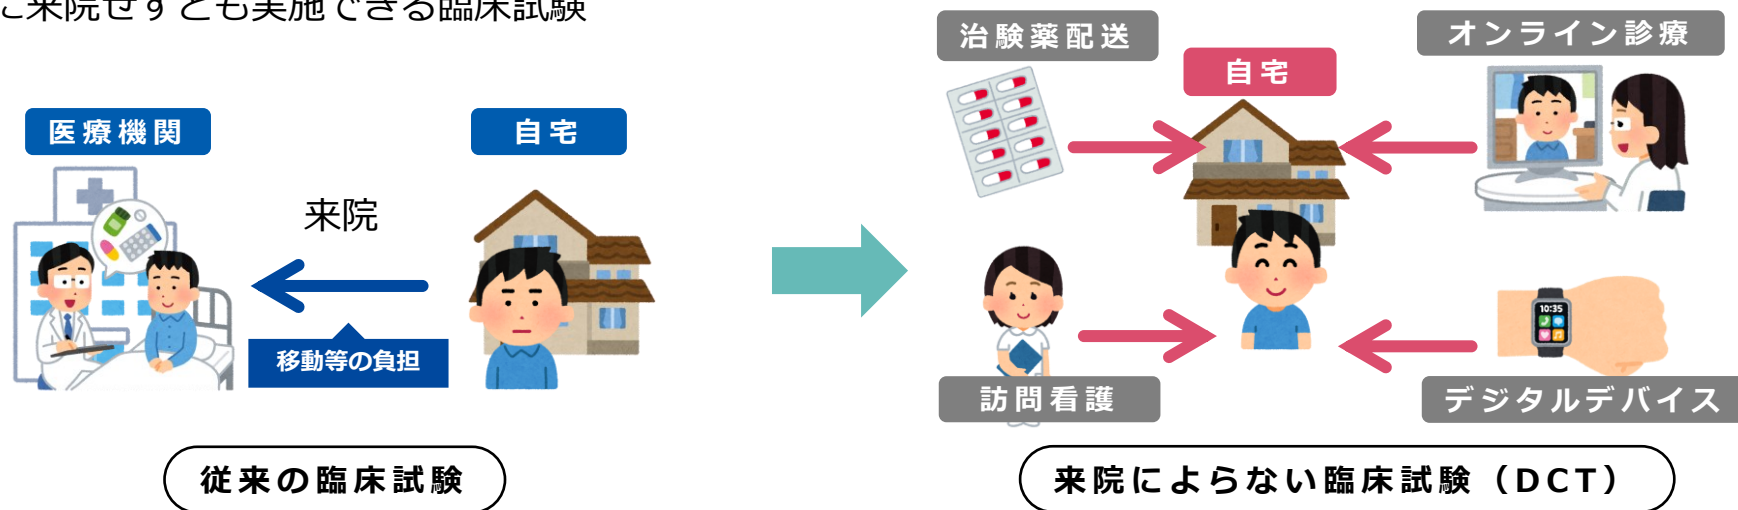 に来院せずとも実施できる臨床試験
医療機関
自宅
来院
移動等の負担
従来の臨床試験
治験薬配送
自宅
オンライン診療
10:35
訪問看護
デジタルデバイス
来院によらない臨床試験（DCT）